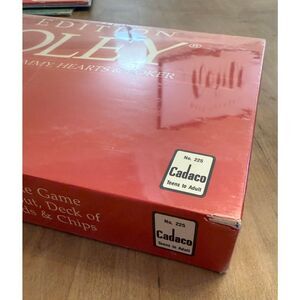 EDITION
OLEY®
MMY HEARTS & POKER
No. 225
Cadaco
teens to Adult
e Game
ut, Deck of
ds & Chips
No. 225
Cadaco
teens to Adult